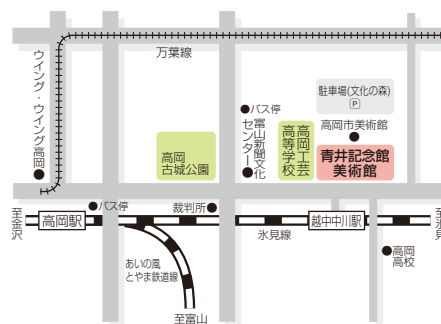 万葉線
ウイング・ウイング高岡
バス停
富山新聞文化
センター
高岡工芸
高等学校
駐車場(文化の森)
P
高岡市美術館
青井記念館
美術館
高岡
古城公園
バス停
裁判所
至金沢
高岡駅
氷見線
越中中川駅
至氷見
あいの風
とやま鉄道線
高岡
高校
至富山